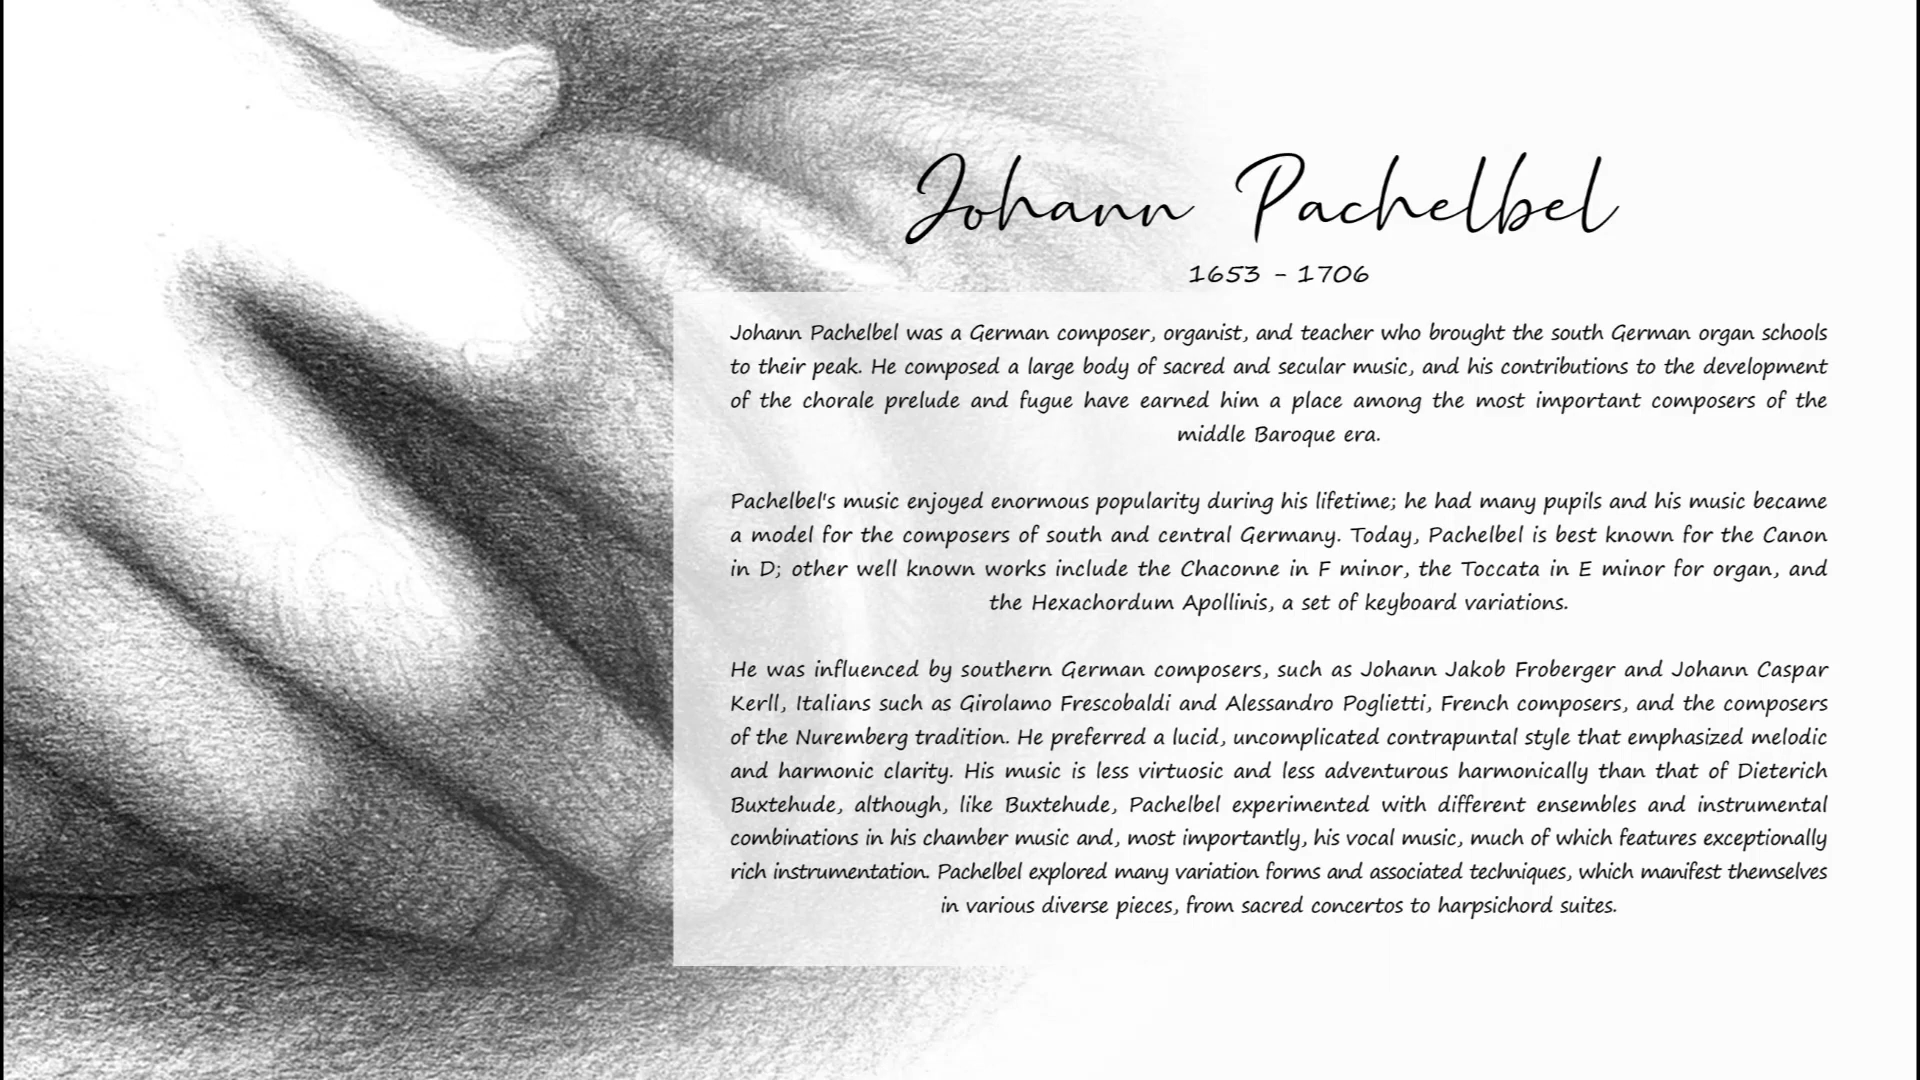 Johann Pachelbel
1653 - 1706
Johann Pachelbel was a German composer, organist, and teacher who brought the south German organ schools
to their peak. He composed a large body of sacred and secular music, and his contributions to the development
of the chorale prelude and fugue have earned him a place among the most important composers of the
middle Baroque era.
Pachelbel's music enjoyed enormous popularity during his lifetime; he had many pupils and his music became
a model for the composers of south and central Germany. Today, Pachelbel is best known for the Canon
in D; other well known works include the Chaconne in F minor, the Toccata in E minor for organ, and
the Hexachordum Apollinis, a set of keyboard variations.
He was influenced by southern German composers, such as Johann Jakob Froberger and Johann Caspar
Kerll, Italians such as Girolamo Frescobaldi and Alessandro Poglietti, French composers, and the composers
of the Nuremberg tradition. He preferred a lucid, uncomplicated contrapuntal style that emphasized melodic
and harmonic clarity. His music is less virtuosic and less adventurous harmonically than that of Dieterich
Buxtehude, although, like Buxtehude, Pachelbel experimented with different ensembles and instrumental
combinations in his chamber music and, most importantly, his vocal music, much of which features exceptionally
rich instrumentation. Pachelbel explored many variation forms and associated techniques, which manifest themselves
in various diverse pieces, from sacred concertos to harpsichord suites.